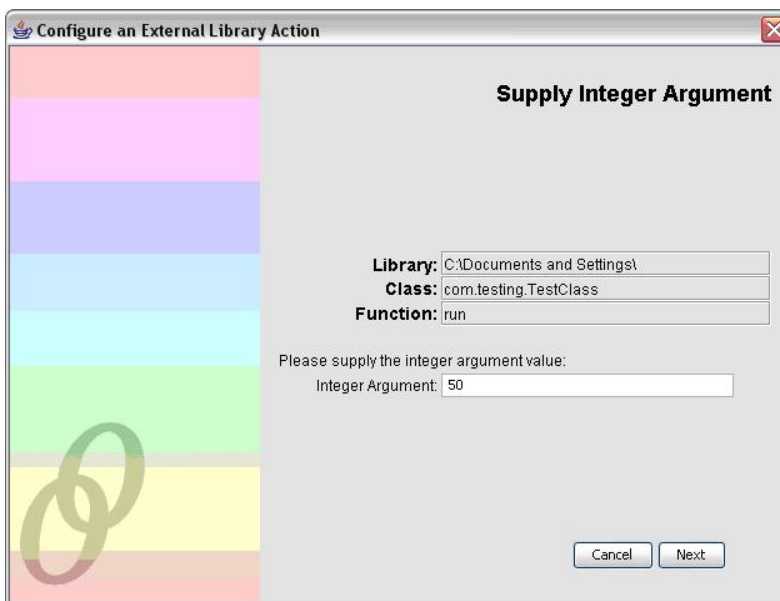 Configure an External Library Action
Supply Integer Argument
Library: C:\Documents and Settings\
Class: com.testing.TestClass
Function: run
Please supply the integer argument value:
Integer Argument: 50
Cancel Next